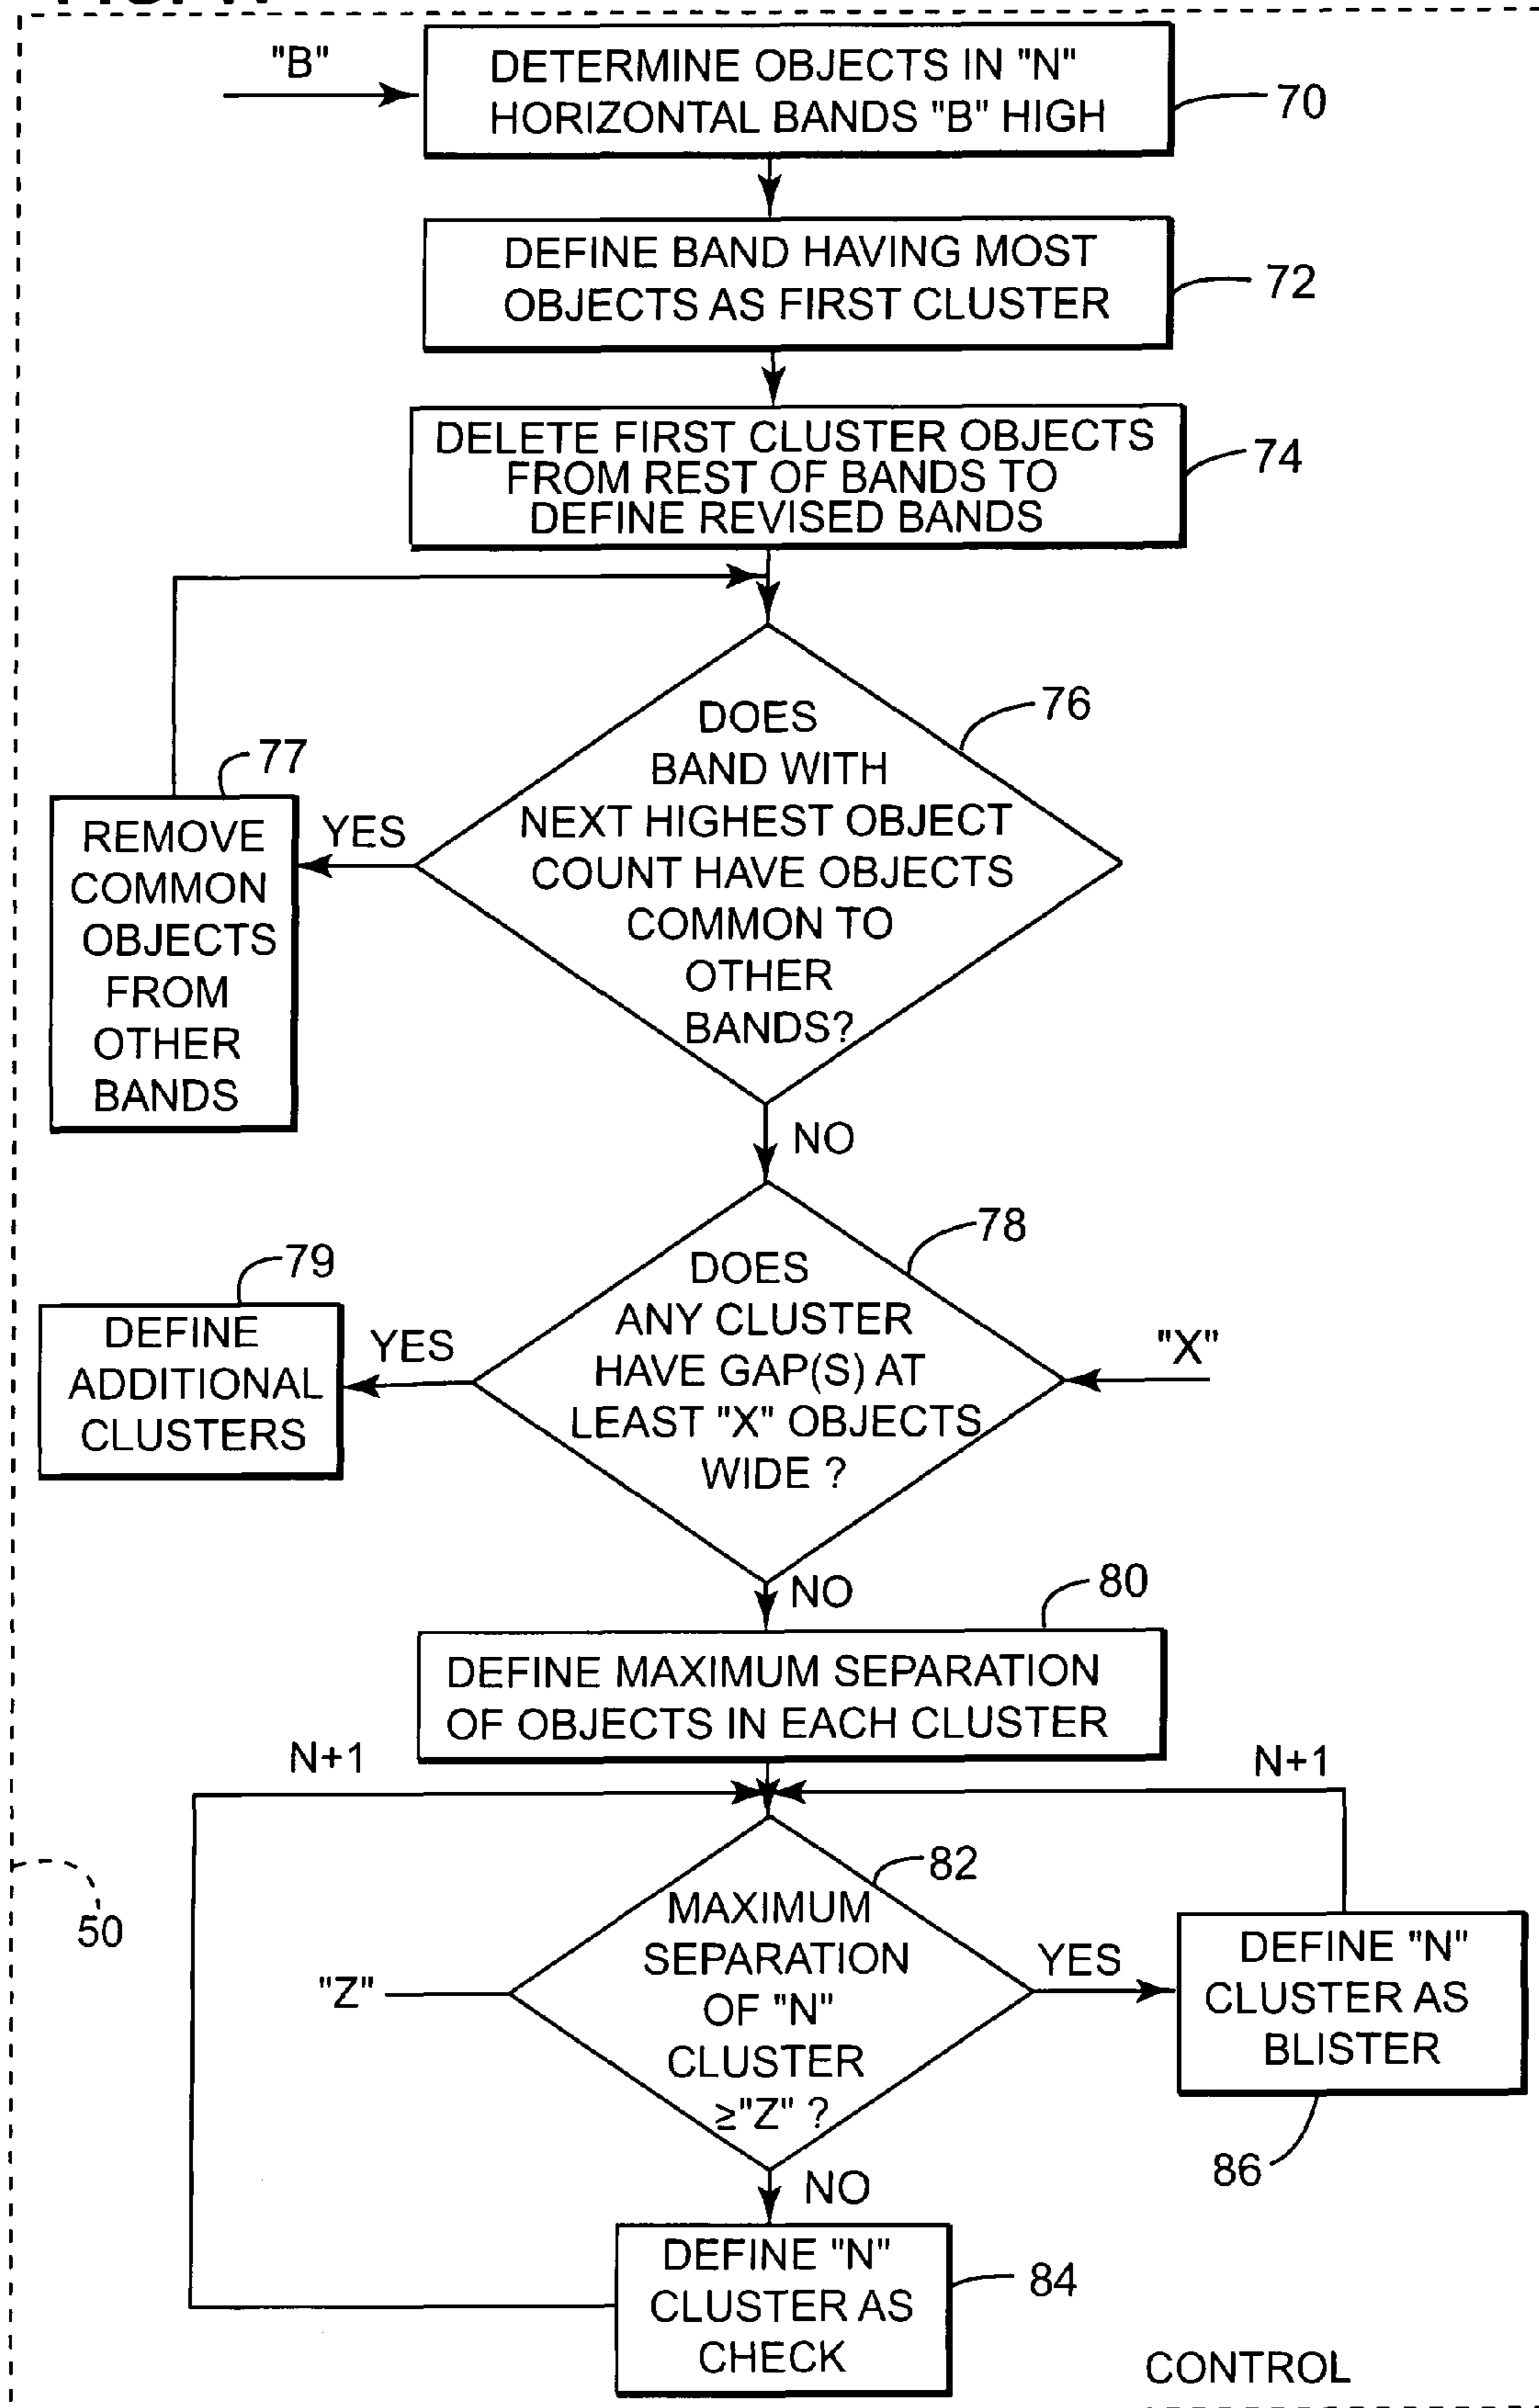 "B"
DETERMINE OBJECTS IN "N"
HORIZONTAL BANDS "B" HIGH
70
DEFINE BAND HAVING MOST
OBJECTS AS FIRST CLUSTER
72
DELETE FIRST CLUSTER OBJECTS
FROM REST OF BANDS TO
DEFINE REVISED BANDS
74
DOES
BAND WITH
NEXT HIGHEST OBJECT
COUNT HAVE OBJECTS
COMMON TO
OTHER
BANDS?
76
77
YES
REMOVE
COMMON
OBJECTS
FROM
OTHER
BANDS
NO
78
DOES
ANY CLUSTER
HAVE GAP(S) AT
LEAST "X" OBJECTS
WIDE ?
"X"
79
YES
DEFINE
ADDITIONAL
CLUSTERS
NO
80
DEFINE MAXIMUM SEPARATION
OF OBJECTS IN EACH CLUSTER
N+1
N+1
82
MAXIMUM
SEPARATION
OF "N"
CLUSTER
≥"Z" ?
"Z"
50
YES
DEFINE "N"
CLUSTER AS
BLISTER
86
NO
DEFINE "N"
CLUSTER AS
CHECK
84
CONTROL